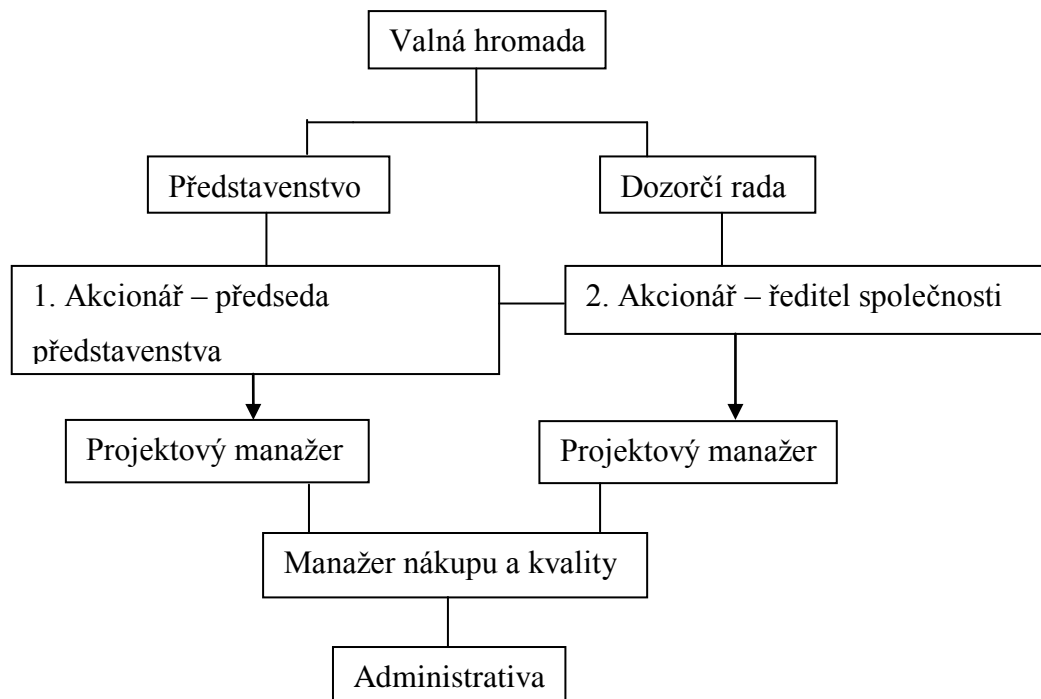 Valná hromada
Představenstvo
Dozorčí rada
1. Akcionář – předseda
představenstva
2. Akcionář – ředitel společnosti
Projektový manažer
Projektový manažer
Manažer nákupu a kvality
Administrativa